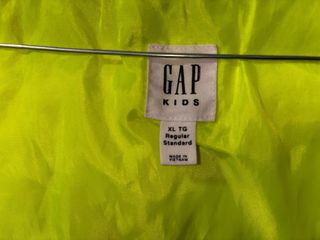 GAP
KIDS
XL TG
Regular
Standard
MADE IN
VIETNAM